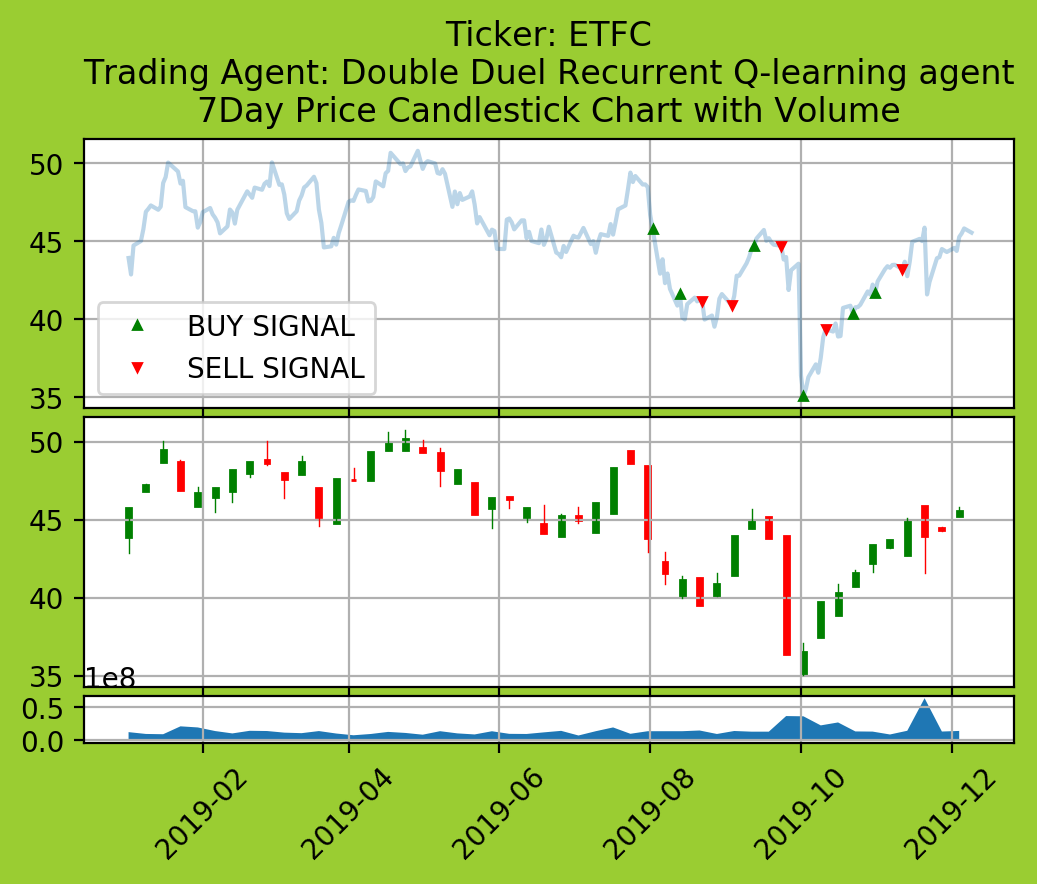 Ticker: ETFC
Trading Agent: Double Duel Recurrent Q-learning agent
7Day Price Candlestick Chart with Volume
50
45
40
35
BUY SIGNAL
SELL SIGNAL
50
45
40
35
1e8
0.5
0.0
2019-02
2019-04
2019-06
2019-08
2019-10
2019-12